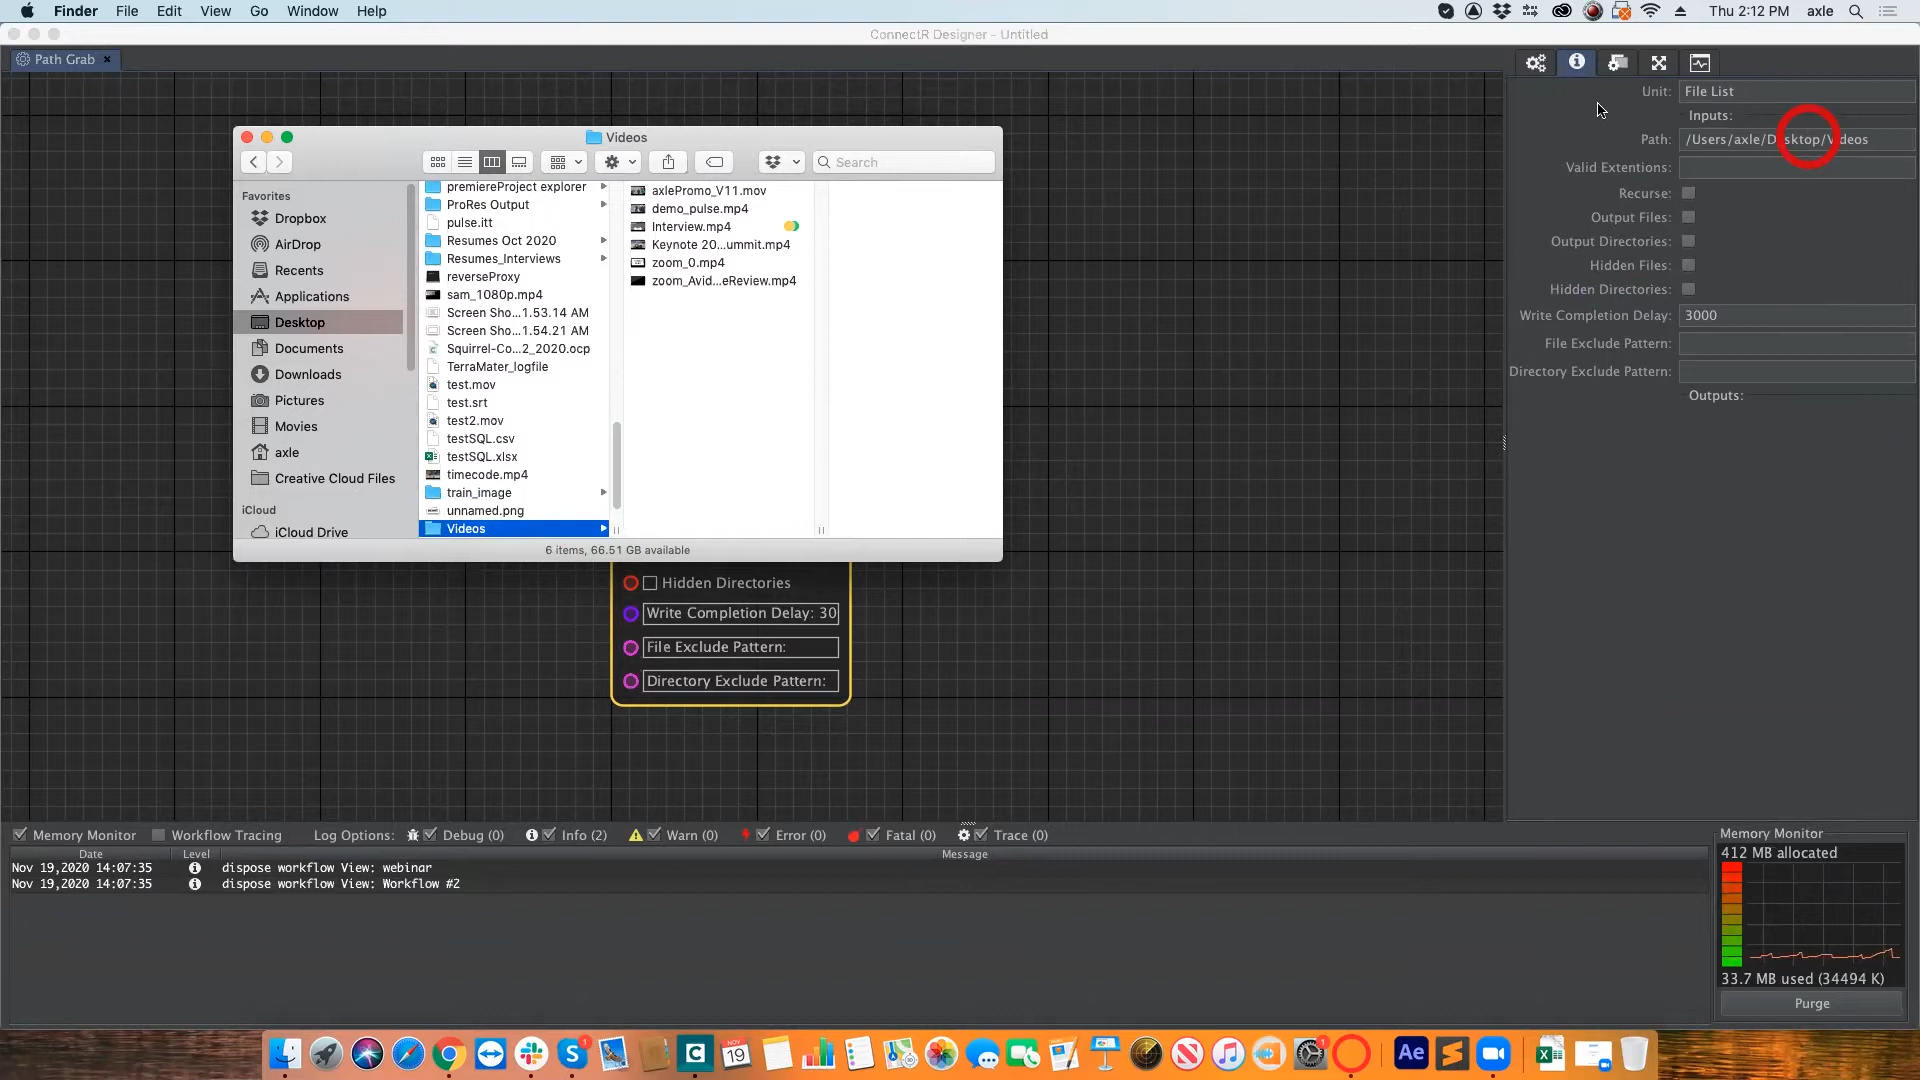 Finder File Edit View Go Window Help
Thu 2:12 PM axle
ConnectR Designer - Untitled
Path Grab
Videos
Search
Favorites
Dropbox
AirDrop
Recents
Applications
Desktop
Documents
Downloads
Pictures
Movies
axle
Creative Cloud Files
iCloud
iCloud Drive
premiereProject explorer
ProRes Output
pulse.itt
Resumes Oct 2020
Resumes_Interviews
reverseProxy
sam_1080p.mp4
Screen Sho...1.53.14 AM
Screen Sho...1.54.21 AM
Squirrel-Co...2_2020.ocp
TerraMater_logfile
test.mov
test.srt
test2.mov
testSQL.csv
testSQL.xlsx
timecode.mp4
train_image
unnamed.png
Videos
axlePromo_V11.mov
demo_pulse.mp4
Interview.mp4
Keynote 20...ummit.mp4
zoom_0.mp4
zoom_Avid...eReview.mp4
6 items, 66.51 GB available
Hidden Directories
Write Completion Delay: 30
File Exclude Pattern:
Directory Exclude Pattern:
Unit: File List
Inputs:
Path: /Users/axle/Desktop/Videos
Valid Extentions:
Recurse:
Output Files:
Output Directories:
Hidden Files:
Hidden Directories:
Write Completion Delay: 3000
File Exclude Pattern:
Directory Exclude Pattern:
Outputs:
Memory Monitor Workflow Tracing Log Options: Debug (0) Info (2) Warn (0) Error (0) Fatal (0) Trace (0)
Date Level Message
Nov 19,2020 14:07:35 dispose workflow View: webinar
Nov 19,2020 14:07:35 dispose workflow View: Workflow #2
Memory Monitor
412 MB allocated
33.7 MB used (34494 K)
Purge
NOV
19
Ae